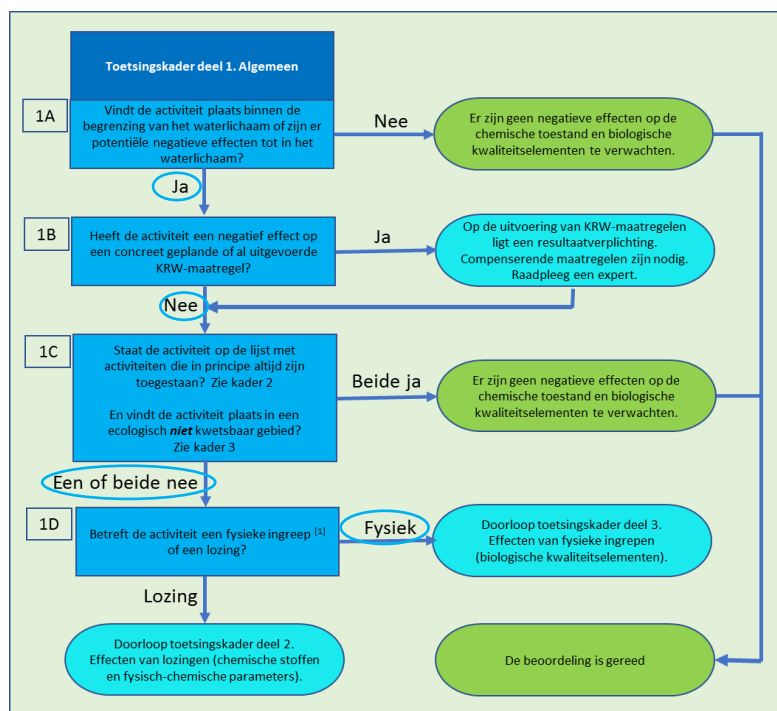 Toetsingskader deel 1. Algemeen
1A
Vindt de activiteit plaats binnen de
begrenzing van het waterlichaam of zijn er
potentiële negatieve effecten tot in het
waterlichaam?
Nee
Er zijn geen negatieve effecten op de
chemische toestand en biologische
kwaliteitselementen te verwachten.
Ja
1B
Heeft de activiteit een negatief effect op
een concreet geplande of al uitgevoerde
KRW-maatregel?
Ja
Op de uitvoering van KRW-maatregelen
ligt een resultaatverplichting.
Compenserende maatregelen zijn nodig.
Raadpleeg een expert.
Nee
1C
Staat de activiteit op de lijst met
activiteiten die in principe altijd zijn
toegestaan? Zie kader 2
En vindt de activiteit plaats in een
ecologisch niet kwetsbaar gebied?
Zie kader 3
Beide ja
Er zijn geen negatieve effecten op de
chemische toestand en biologische
kwaliteitselementen te verwachten.
Een of beide nee
1D
Betreft de activiteit een fysieke ingreep [1]
of een lozing?
Fysiek
Doorloop toetsingskader deel 3.
Effecten van fysieke ingrepen
(biologische kwaliteitselementen).
Lozing
Doorloop toetsingskader deel 2.
Effecten van lozingen (chemische stoffen
en fysisch-chemische parameters).
De beoordeling is gereed